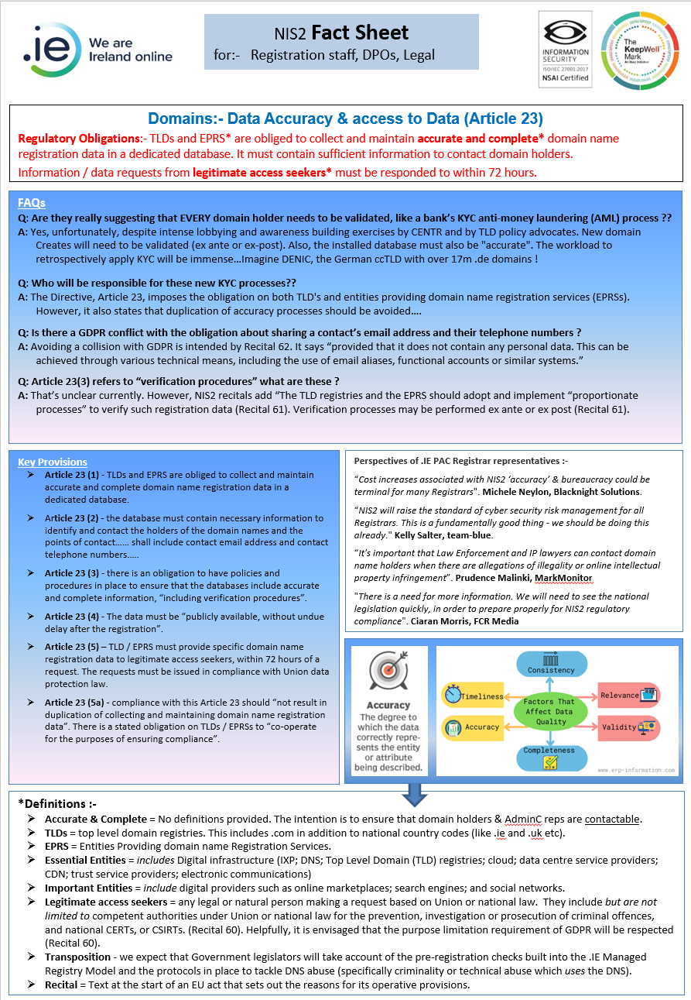 .ie
We are
Ireland online
NIS2 Fact Sheet
for:- Registration staff, DPOs, Legal
INFORMATION
SECURITY
ISO/IEC 27001:2017
NSAI Certified
The
KeepWell
Mark
An Ibec Initiative
Domains:- Data Accuracy & access to Data (Article 23)
Regulatory Obligations:- TLDs and EPRS* are obliged to collect and maintain accurate and complete* domain name
registration data in a dedicated database. It must contain sufficient information to contact domain holders.
Information / data requests from legitimate access seekers* must be responded to within 72 hours.
FAQs
Q: Are they really suggesting that EVERY domain holder needs to be validated, like a bank's KYC anti-money laundering (AML) process ??
A: Yes, unfortunately, despite intense lobbying and awareness building exercises by CENTR and by TLD policy advocates. New domain
Creates will need to be validated (ex ante or ex-post). Also, the installed database must also be "accurate". The workload to
retrospectively apply KYC will be immense…Imagine DENIC, the German ccTLD with over 17m .de domains !
Q: Who will be responsible for these new KYC processes??
A: The Directive, Article 23, imposes the obligation on both TLD's and entities providing domain name registration services (EPRSs).
However, it also states that duplication of accuracy processes should be avoided….
Q: Is there a GDPR conflict with the obligation about sharing a contact's email address and their telephone numbers ?
A: Avoiding a collision with GDPR is intended by Recital 62. It says “provided that it does not contain any personal data. This can be
achieved through various technical means, including the use of email aliases, functional accounts or similar systems.”
Q: Article 23(3) refers to “verification procedures” what are these ?
A: That's unclear currently. However, NIS2 recitals add “The TLD registries and the EPRS should adopt and implement “proportionate
processes” to verify such registration data (Recital 61). Verification processes may be performed ex ante or ex post (Recital 61).
Key Provisions
➢ Article 23 (1) - TLDs and EPRS are obliged to collect and maintain
accurate and complete domain name registration data in a
dedicated database.
➢ Article 23 (2) - the database must contain necessary information to
identify and contact the holders of the domain names and the
points of contact…… shall include contact email address and contact
telephone numbers…..
➢ Article 23 (3) - there is an obligation to have policies and
procedures in place to ensure that the databases include accurate
and complete information, “including verification procedures”.
➢ Article 23 (4) - The data must be “publicly available, without undue
delay after the registration”.
➢ Article 23 (5) – TLD / EPRS must provide specific domain name
registration data to legitimate access seekers, within 72 hours of a
request. The requests must be issued in compliance with Union data
protection law.
➢ Article 23 (5a) - compliance with this Article 23 should “not result in
duplication of collecting and maintaining domain name registration
data”. There is a stated obligation on TLDs / EPRSs to “co-operate
for the purposes of ensuring compliance”.
Perspectives of .IE PAC Registrar representatives :-
“Cost increases associated with NIS2 ‘accuracy’ & bureaucracy could be
terminal for many Registrars". Michele Neylon, Blacknight Solutions.
“NIS2 will raise the standard of cyber security risk management for all
Registrars. This is a fundamentally good thing - we should be doing this
already." Kelly Salter, team-blue.
“It's important that Law Enforcement and IP lawyers can contact domain
name holders when there are allegations of illegality or online intellectual
property infringement”. Prudence Malinki, MarkMonitor
"There is a need for more information. We will need to see the national
legislation quickly, in order to prepare properly for NIS2 regulatory
compliance". Ciaran Morris, FCR Media
Accuracy
The degree to
which the data
correctly repre-
sents the entity
or attribute
being described.
Consistency
Timeliness
Relevance
Factors That
Affect Data
Quality
Accuracy
Validity
Completeness
www.erp-information.com
*Definitions :-
➢ Accurate & Complete = No definitions provided. The intention is to ensure that domain holders & AdminC reps are contactable.
➢ TLDs = top level domain registries. This includes .com in addition to national country codes (like .ie and .uk etc).
➢ EPRS = Entities Providing domain name Registration Services.
➢ Essential Entities = includes Digital infrastructure (IXP; DNS; Top Level Domain (TLD) registries; cloud; data centre service providers;
CDN; trust service providers; electronic communications)
➢ Important Entities = include digital providers such as online marketplaces; search engines; and social networks.
➢ Legitimate access seekers = any legal or natural person making a request based on Union or national law. They include but are not
limited to competent authorities under Union or national law for the prevention, investigation or prosecution of criminal offences,
and national CERTs, or CSIRTs. (Recital 60). Helpfully, it is envisaged that the purpose limitation requirement of GDPR will be respected
(Recital 60).
➢ Transposition - we expect that Government legislators will take account of the pre-registration checks built into the .IE Managed
Registry Model and the protocols in place to tackle DNS abuse (specifically criminality or technical abuse which uses the DNS).
➢ Recital = Text at the start of an EU act that sets out the reasons for its operative provisions.